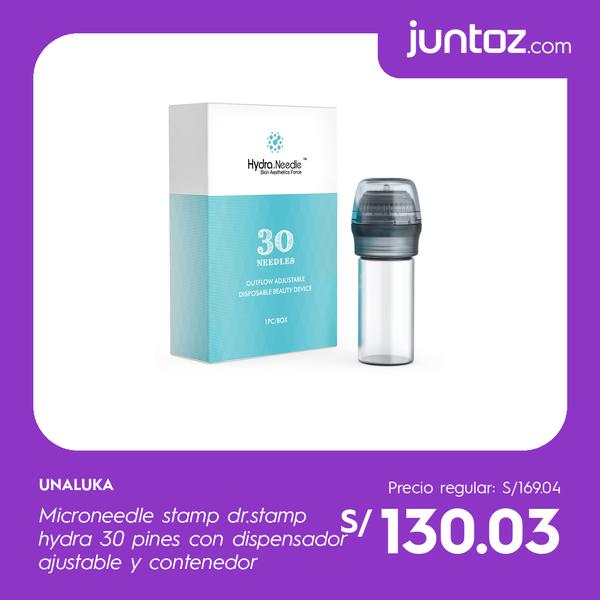 juntoz.com
Hydra.Needle™
Skin Aesthetics Force
30
NEEDLES
OUTFLOW ADJUSTABLE
DISPOSABLE BEAUTY DEVICE
1PC/BOX
UNALUKA
Microneedle stamp dr.stamp
hydra 30 pines con dispensador
ajustable y contenedor
Precio regular: S/169.04
S/ 130.03